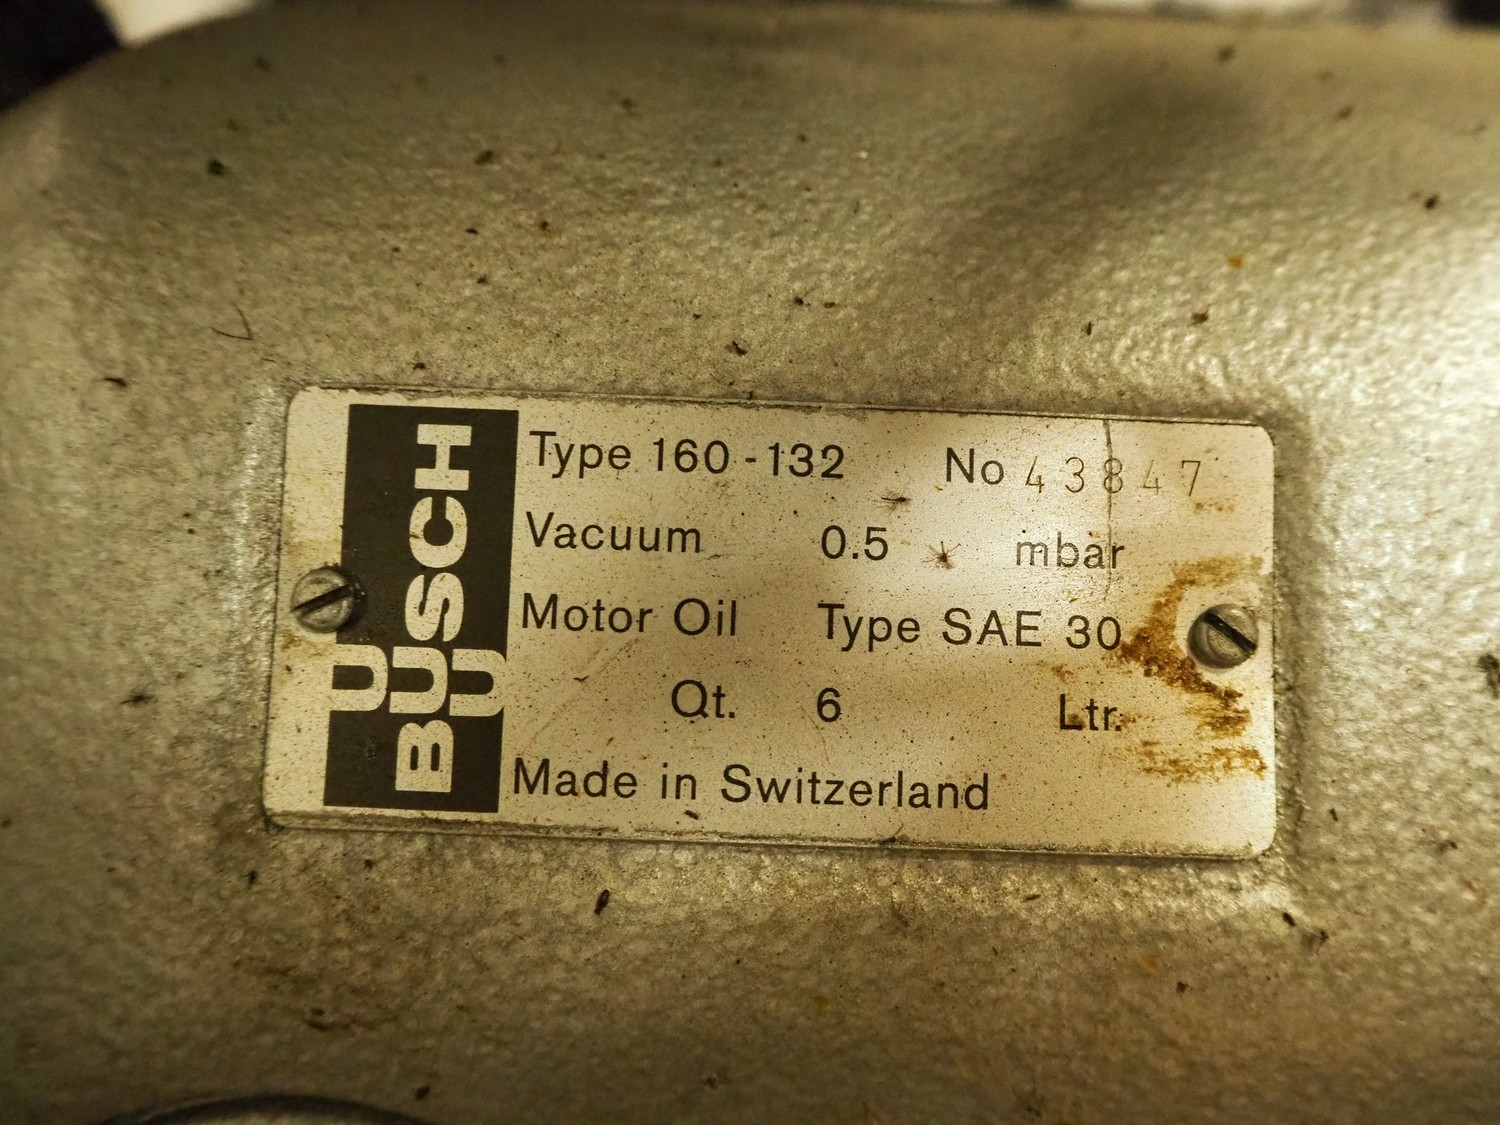 BUSCH
Type 160-132 No 43847
Vacuum 0.5 mbar
Motor Oil Type SAE 30
Qt. 6 Ltr.
Made in Switzerland